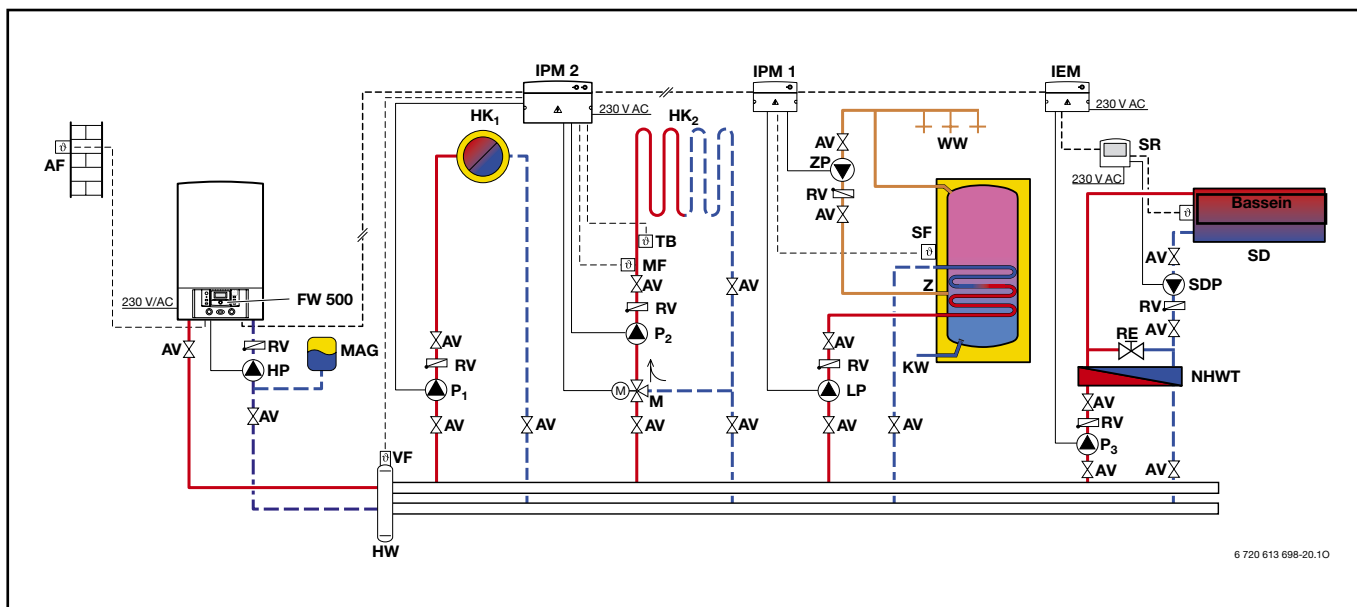 IPM 2
IPM 1
IEM
230 V AC
230 V AC
HK1
HK2
AV
WW
ZP
SR
AF
ϑ
230 V AC
RV
Bassein
AV
ϑ
SF
ϑ
ϑ TB
SD
ϑ MF
AV
AV
AV
SDP
FW 500
230 V/AC
Z
RV
RV
RE
AV
AV
RV
MAG
P2
AV
AV
HP
RV
RV
KW
NHWT
M
M
P1
LP
AV
AV
RV
AV
AV
AV
AV
AV
AV
P3
ϑ VF
AV
AV
HW
6 720 613 698-20.1O